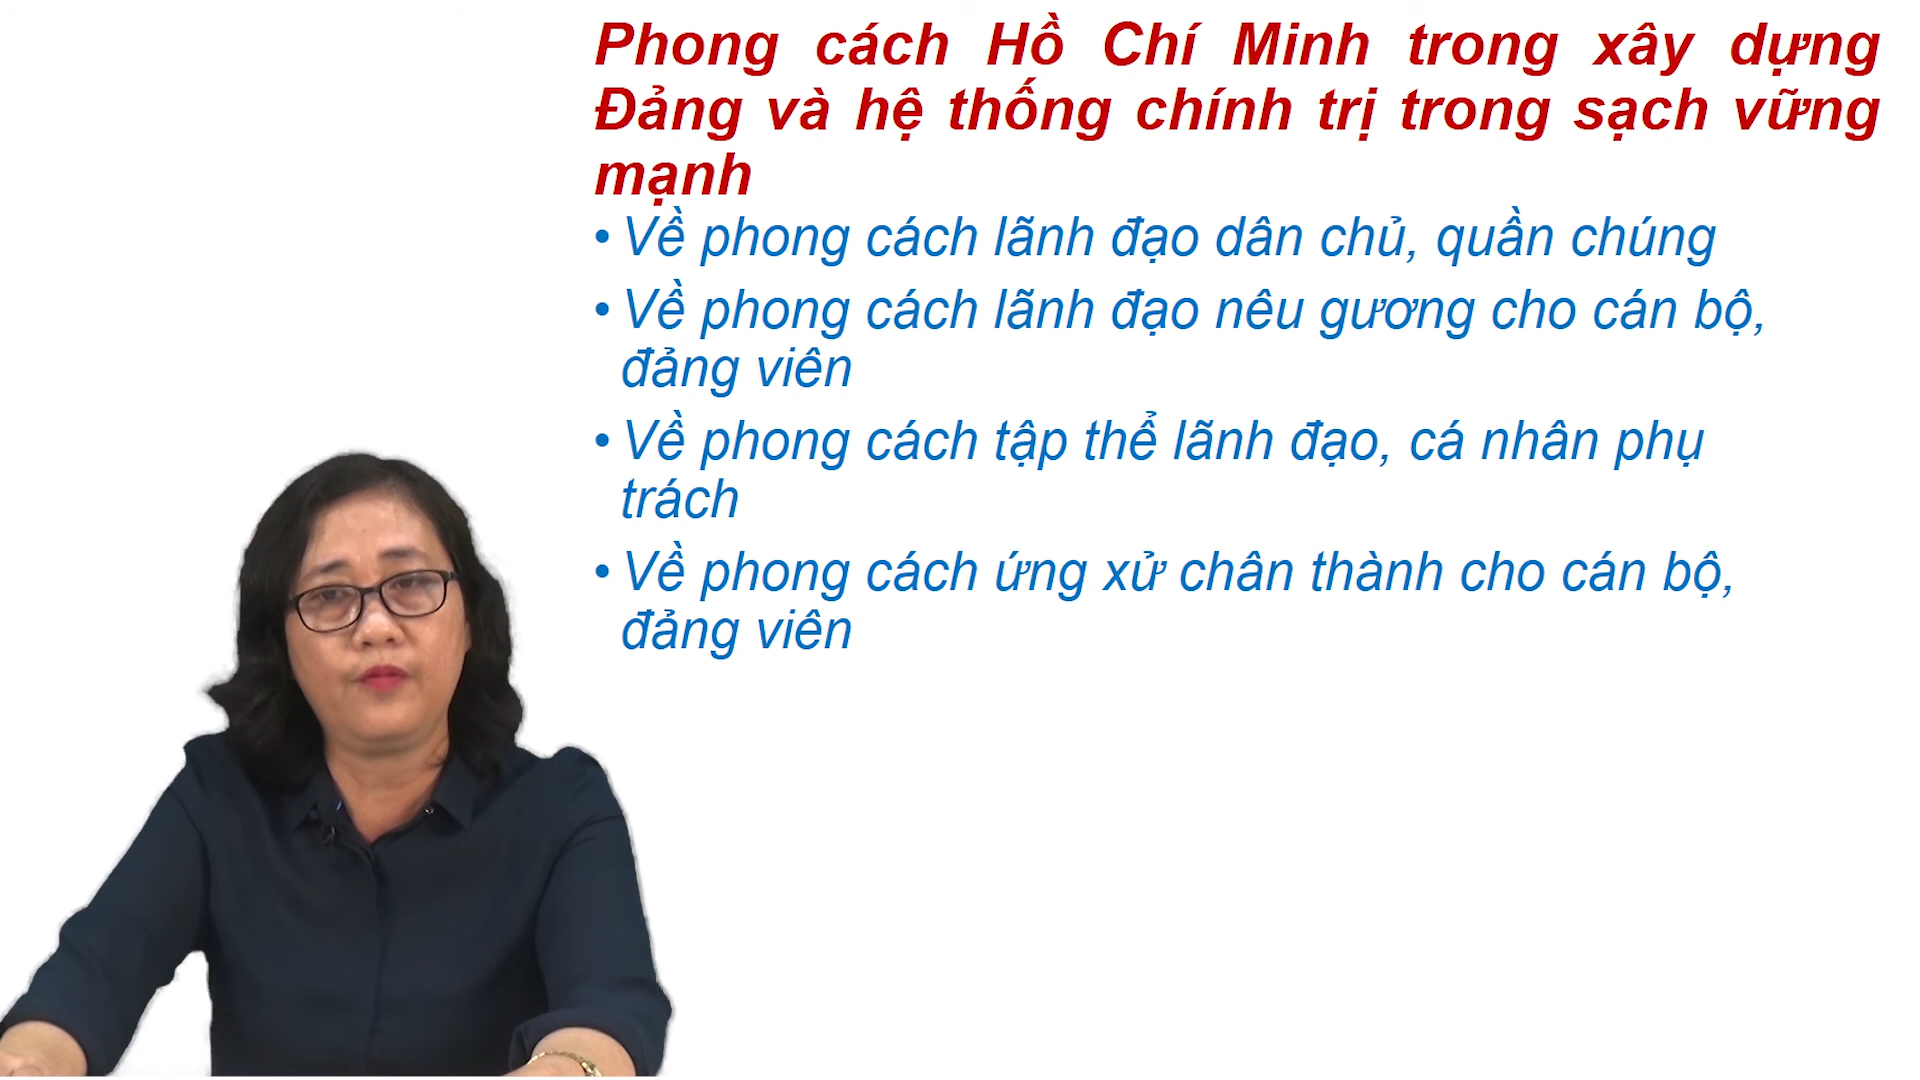 Phong cách Hồ Chí Minh trong xây dựng
Đảng và hệ thống chính trị trong sạch vững
mạnh
• Về phong cách lãnh đạo dân chủ, quần chúng
• Về phong cách lãnh đạo nêu gương cho cán bộ,
đảng viên
• Về phong cách tập thể lãnh đạo, cá nhân phụ
trách
• Về phong cách ứng xử chân thành cho cán bộ,
đảng viên